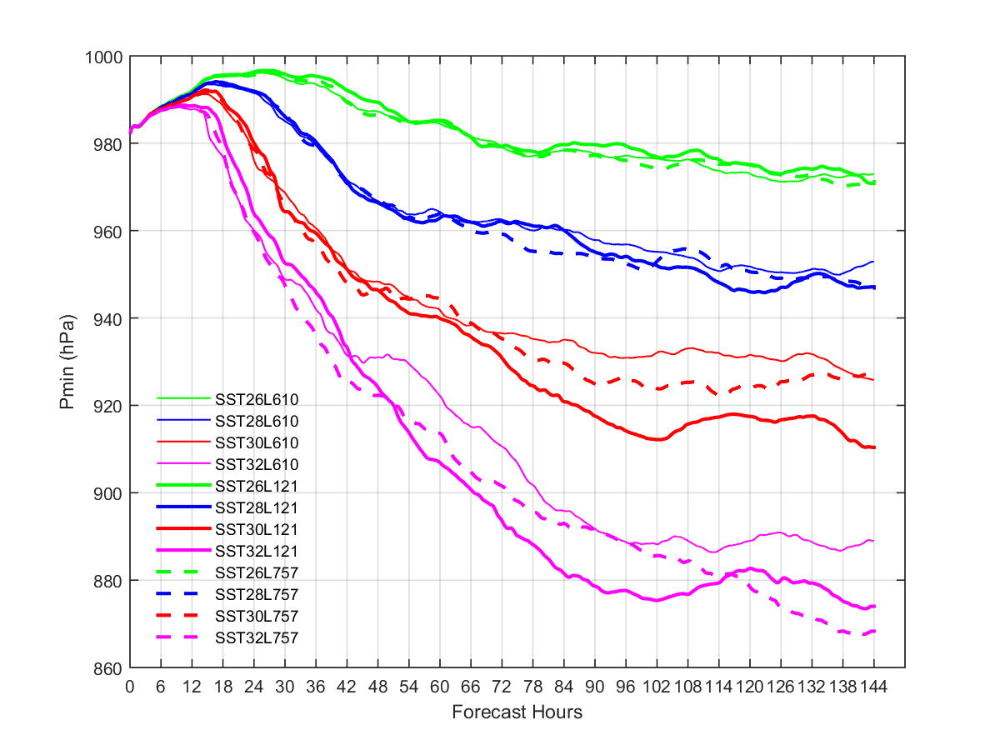 1000
980
960
940
920
900
880
860
Pmin (hPa)
SST26L610
SST28L610
SST30L610
SST32L610
SST26L121
SST28L121
SST30L121
SST32L121
SST26L757
SST28L757
SST30L757
SST32L757
0 6 12 18 24 30 36 42 48 54 60 66 72 78 84 90 96 102 108 114 120 126 132 138 144
Forecast Hours